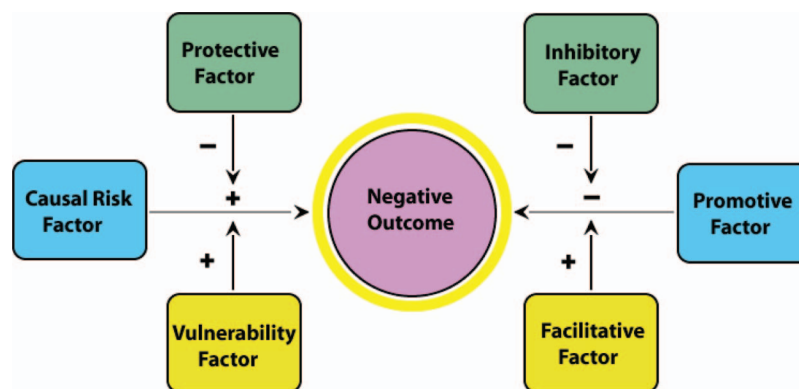 Protective
Factor
Inhibitory
Factor
−
−
Causal Risk
Factor
+
Negative
Outcome
−
Promotive
Factor
+
+
Vulnerability
Factor
Facilitative
Factor